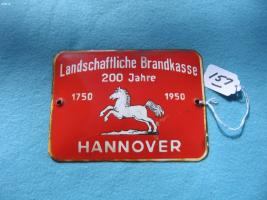 Landschaftliche Brandkasse
200 Jahre
1750 1950
HANNOVER
157